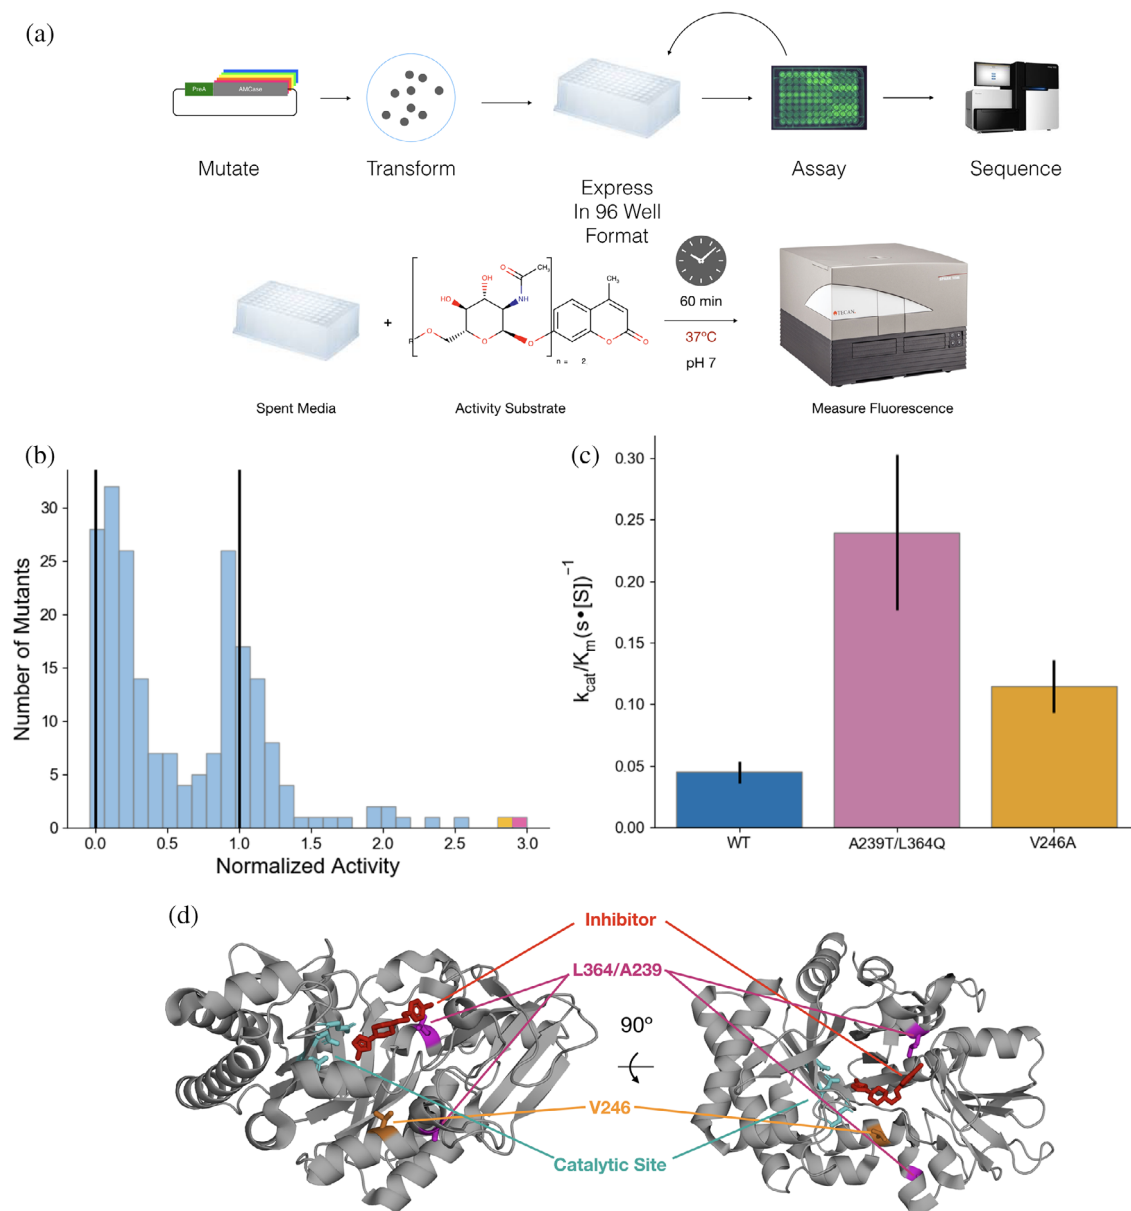 (a)
PreA
AMCase
Mutate
Transform
Express
In 96 Well
Format
Assay
Sequence
+
R
O
HO
OH
O
CH₃
NH
O
O
CH₃
O
O
n = 2
60 min
37ºC
pH 7
TECAN
Spent Media
Activity Substrate
Measure Fluorescence
(b)
Number of Mutants
30
25
20
15
10
5
0
0.0
0.5
1.0
1.5
2.0
2.5
3.0
Normalized Activity
(c)
kcat/Km(s•[S])⁻¹
0.30
0.25
0.20
0.15
0.10
0.05
0.00
WT
A239T/L364Q
V246A
(d)
Inhibitor
L364/A239
90º
V246
Catalytic Site